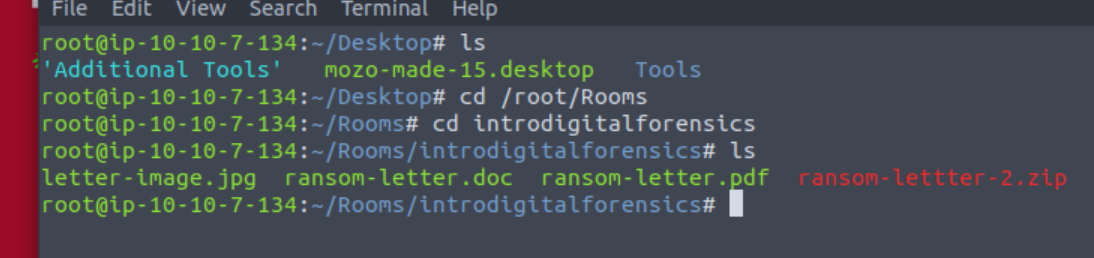 File Edit View Search Terminal Help
root@ip-10-10-7-134:~/Desktop# ls
'Additional Tools' mozo-made-15.desktop Tools
root@ip-10-10-7-134:~/Desktop# cd /root/Rooms
root@ip-10-10-7-134:~/Rooms# cd introdigitalforensics
root@ip-10-10-7-134:~/Rooms/introdigitalforensics# ls
letter-image.jpg ransom-letter.doc ransom-letter.pdf ransom-lettter-2.zip
root@ip-10-10-7-134:~/Rooms/introdigitalforensics#